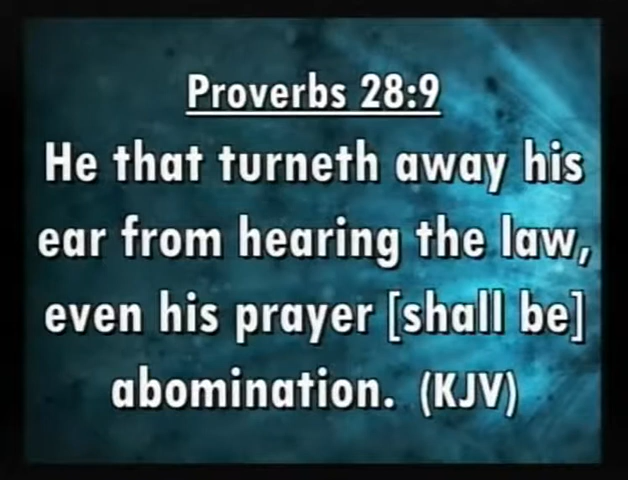 Proverbs 28:9
He that turneth away his
ear from hearing the law,
even his prayer [shall be]
abomination. (KJV)